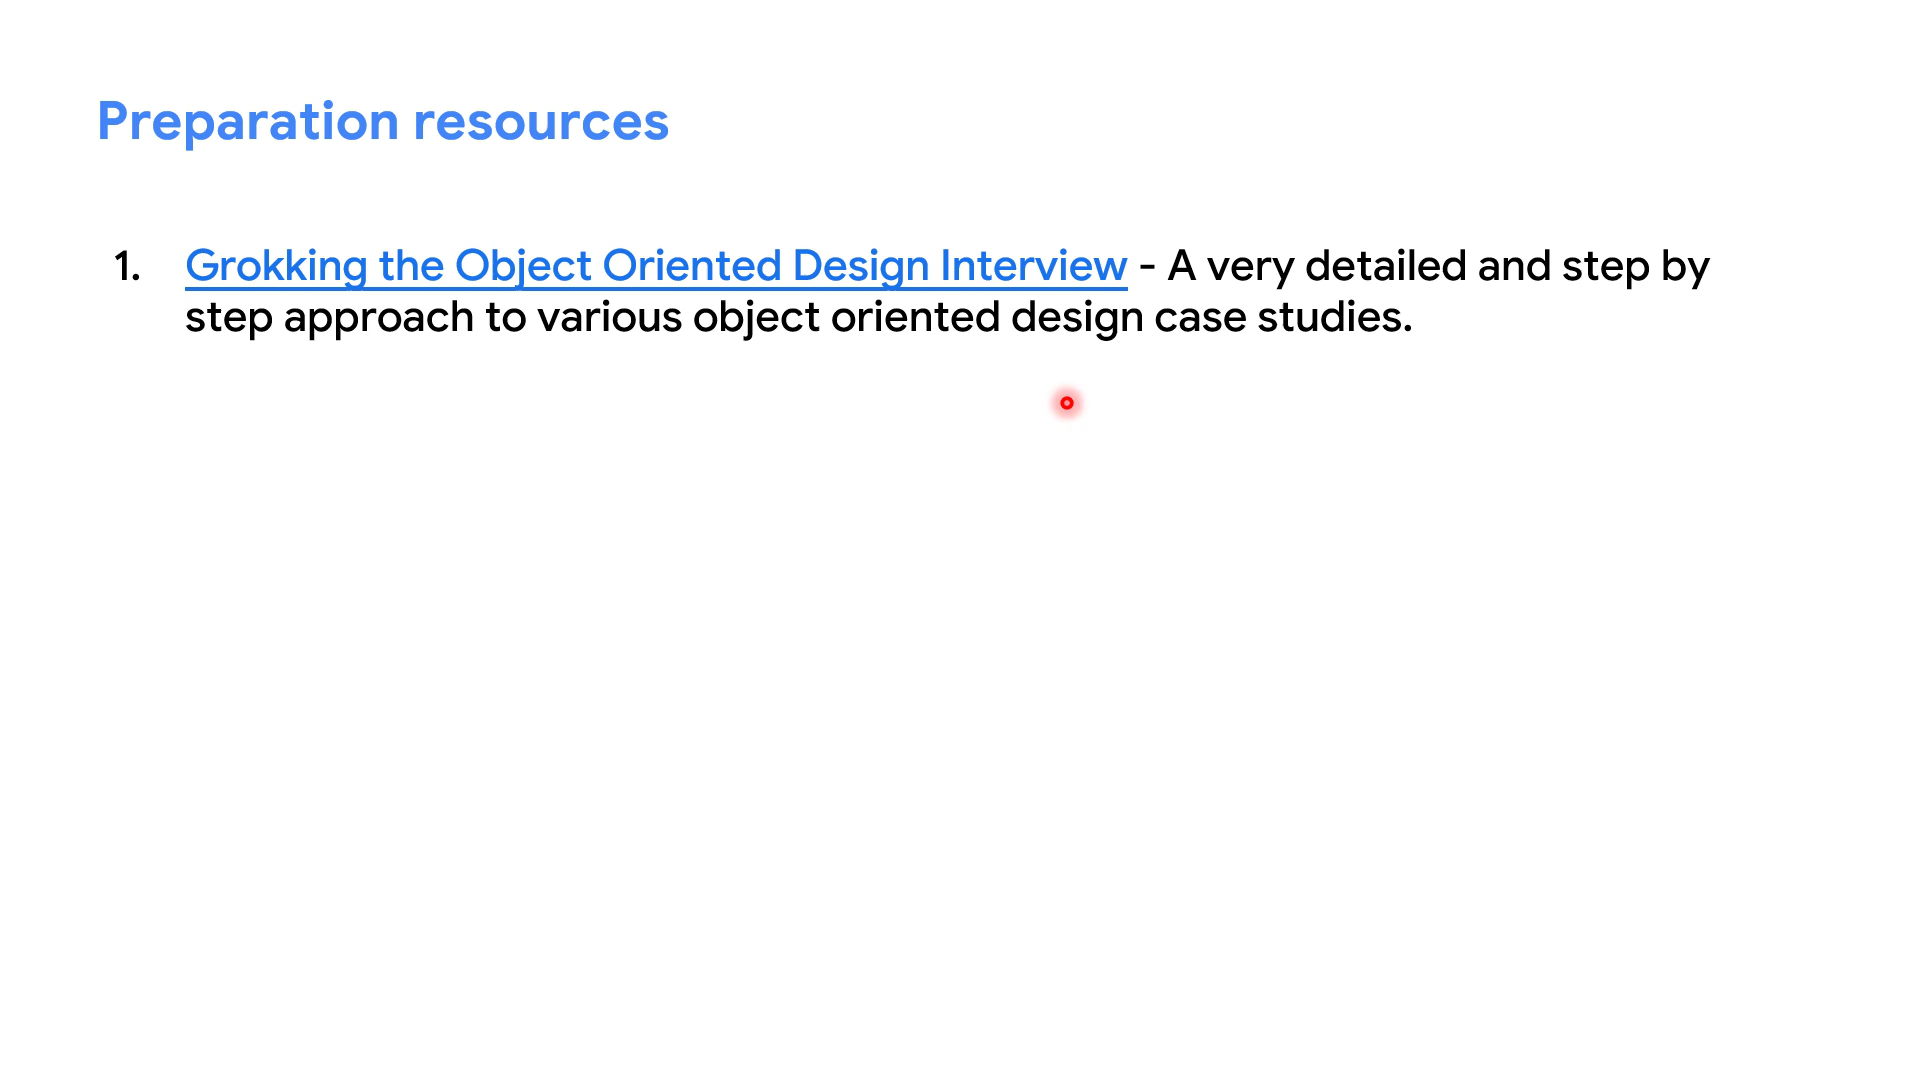 Preparation resources
1. Grokking the Object Oriented Design Interview - A very detailed and step by
step approach to various object oriented design case studies.